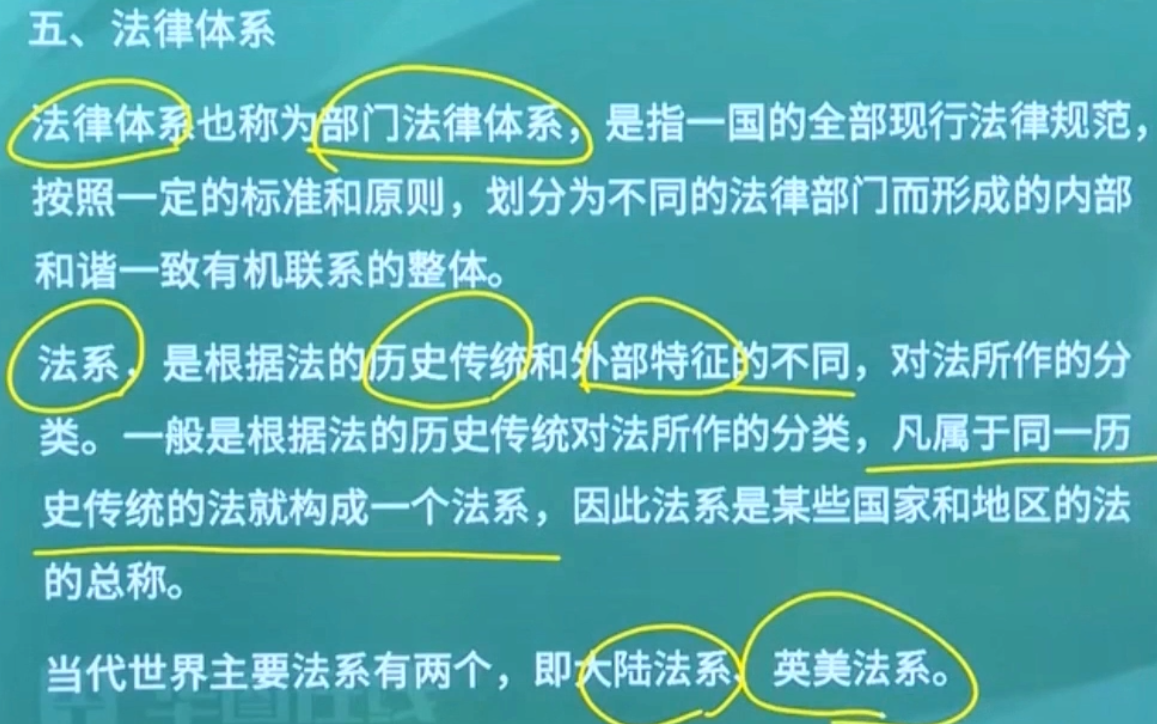 五、法律体系
法律体系也称为部门法律体系，是指一国的全部现行法律规范，
按照一定的标准和原则，划分为不同的法律部门而形成的内部
和谐一致有机联系的整体。
法系，是根据法的历史传统和外部特征的不同，对法所作的分
类。一般是根据法的历史传统对法所作的分类，凡属于同一历
史传统的法就构成一个法系，因此法系是某些国家和地区的法
的总称。
当代世界主要法系有两个，即大陆法系、英美法系。